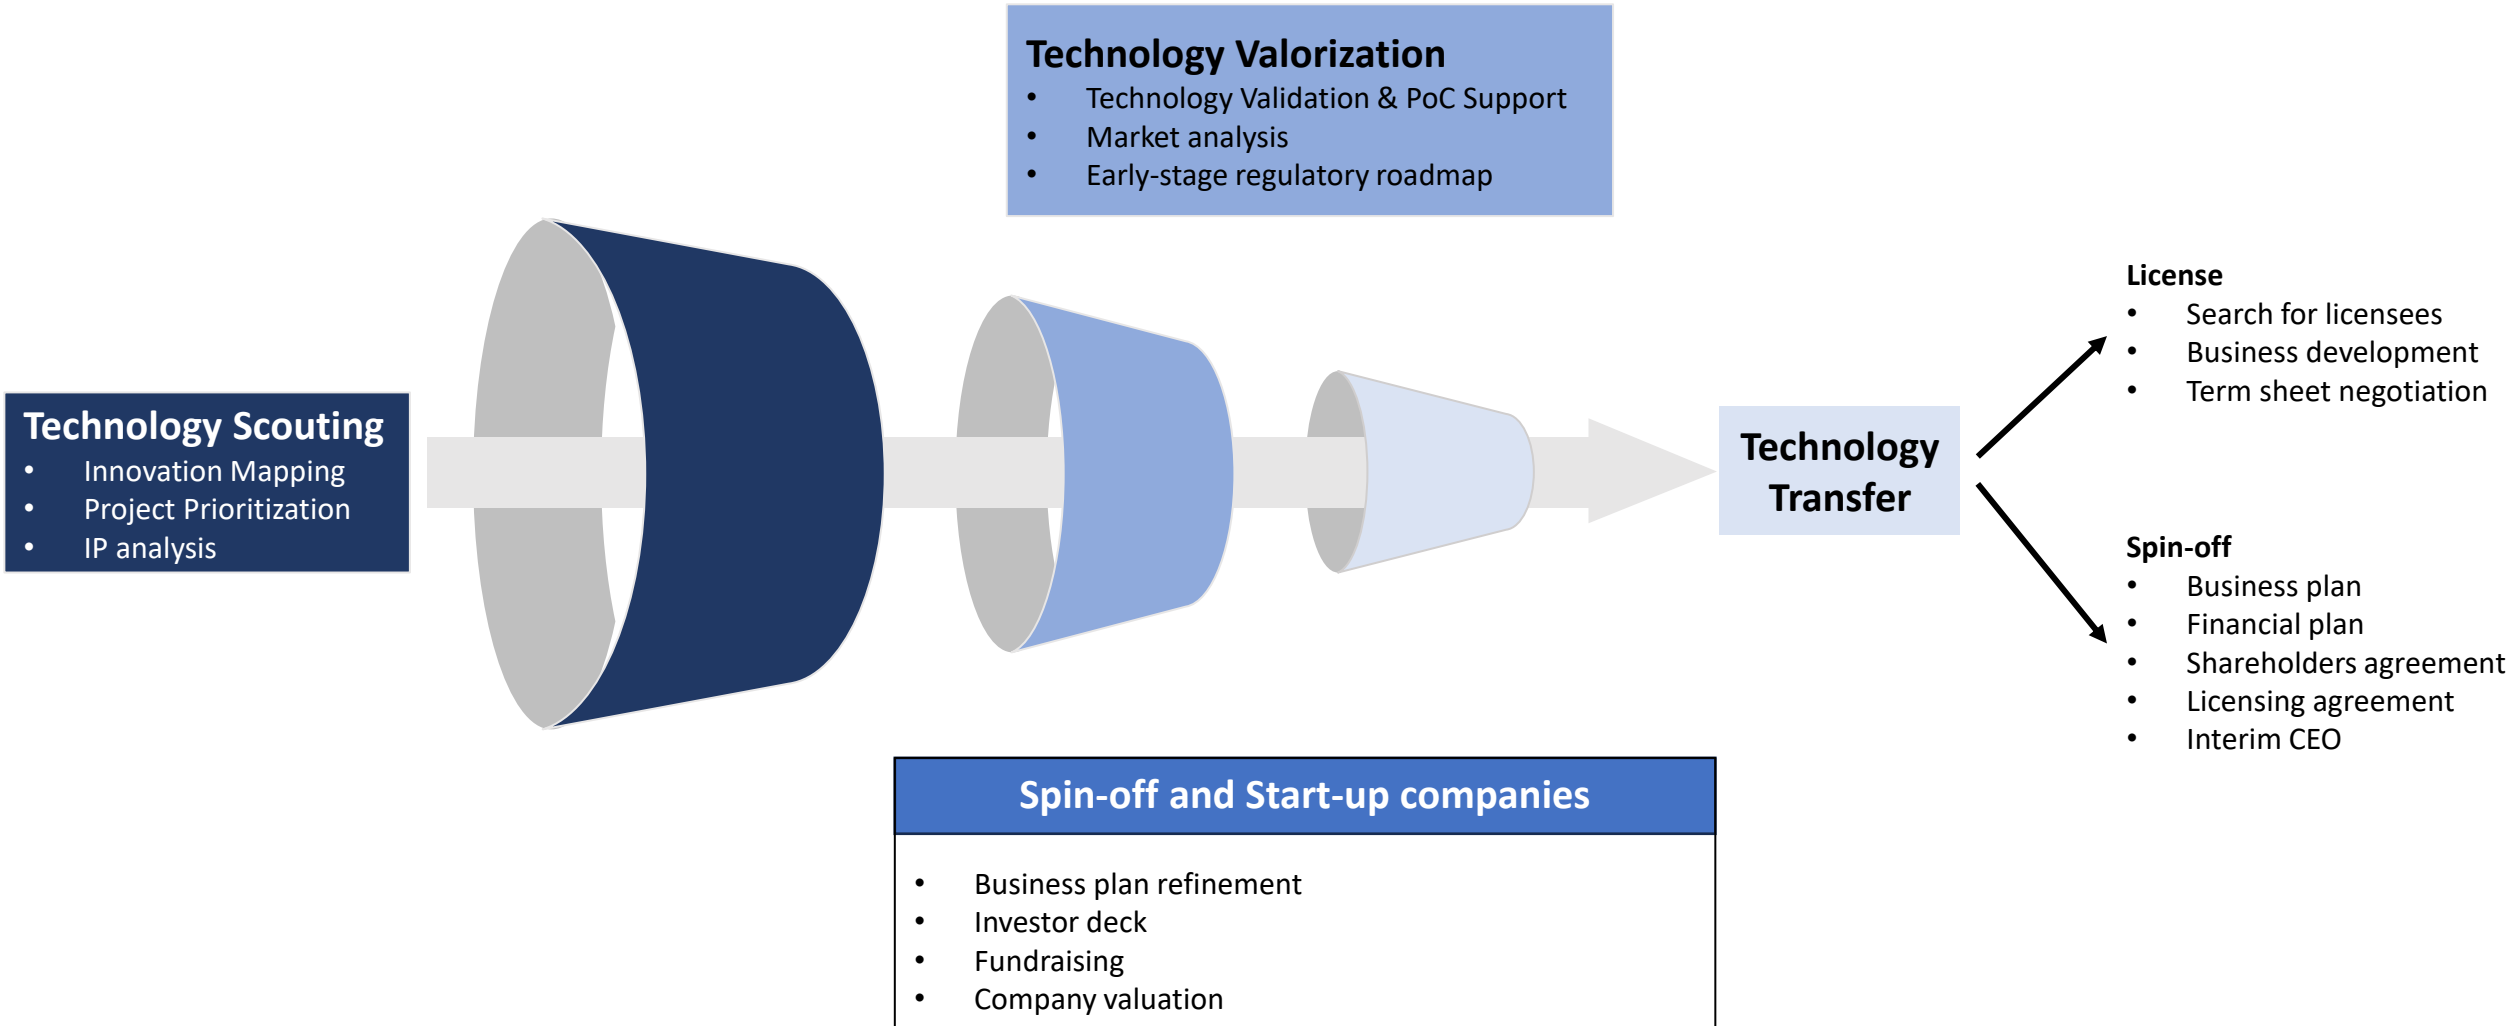 Technology Valorization
• Technology Validation & PoC Support
• Market analysis
• Early-stage regulatory roadmap
Technology Scouting
• Innovation Mapping
• Project Prioritization
• IP analysis
Technology
Transfer
License
• Search for licensees
• Business development
• Term sheet negotiation
Spin-off
• Business plan
• Financial plan
• Shareholders agreement
• Licensing agreement
• Interim CEO
Spin-off and Start-up companies
• Business plan refinement
• Investor deck
• Fundraising
• Company valuation